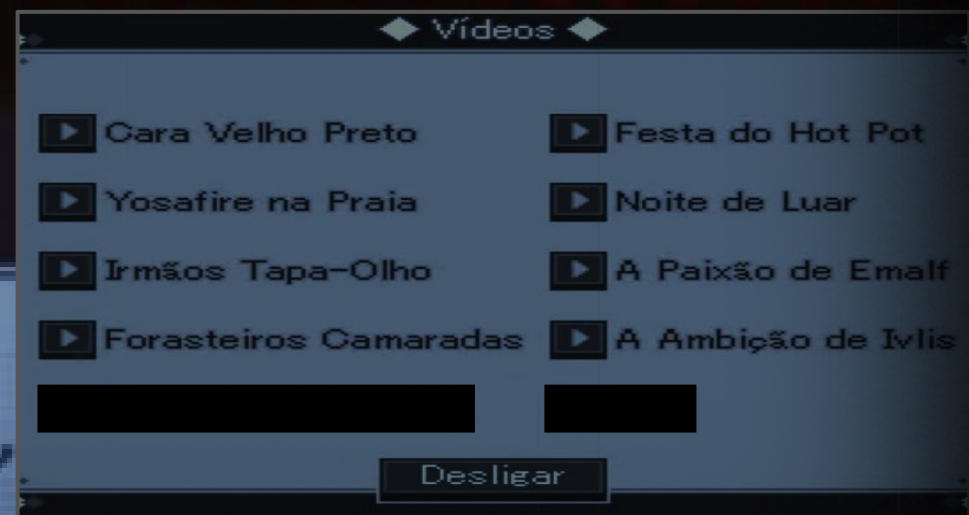 Vídeos
Cara Velho Preto
Festa do Hot Pot
Yosafire na Praia
Noite de Luar
Irmãos Tapa-Olho
A Paixão de Emalf
Forasteiros Camaradas
A Ambição de Ivlis
Desligar